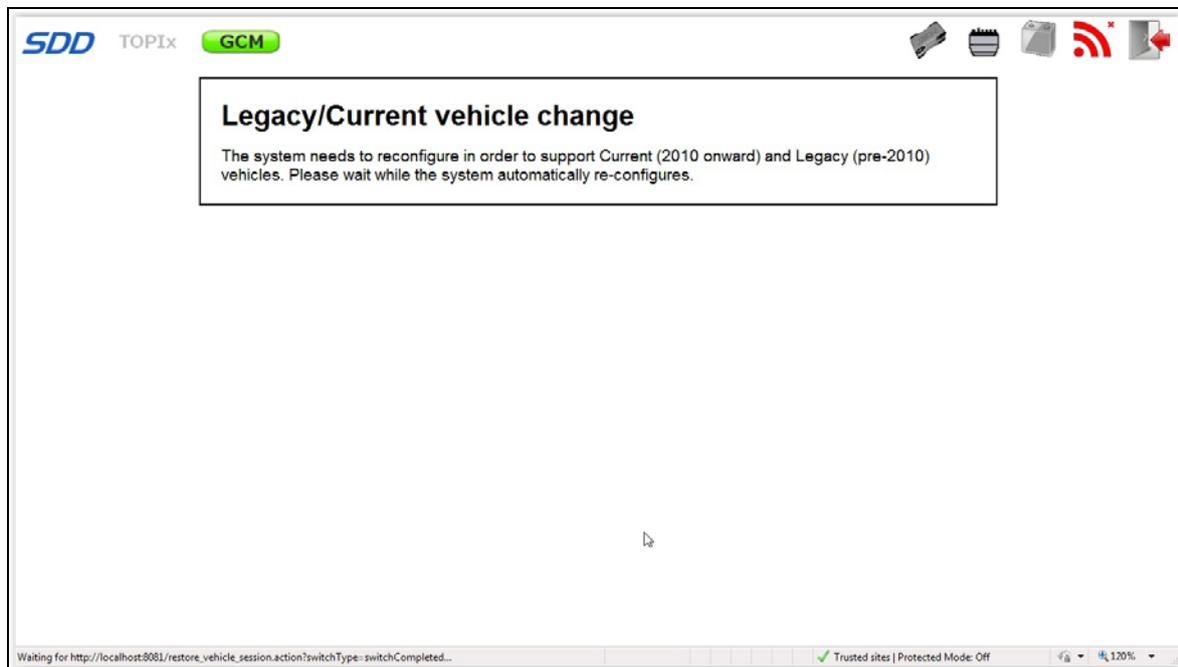 SDD TOPIx GCM
Legacy/Current vehicle change
The system needs to reconfigure in order to support Current (2010 onward) and Legacy (pre-2010)
vehicles. Please wait while the system automatically re-configures.
Waiting for http://localhost:8081/restore_vehicle_session.action?switchType=switchCompleted... Trusted sites | Protected Mode: Off 120%